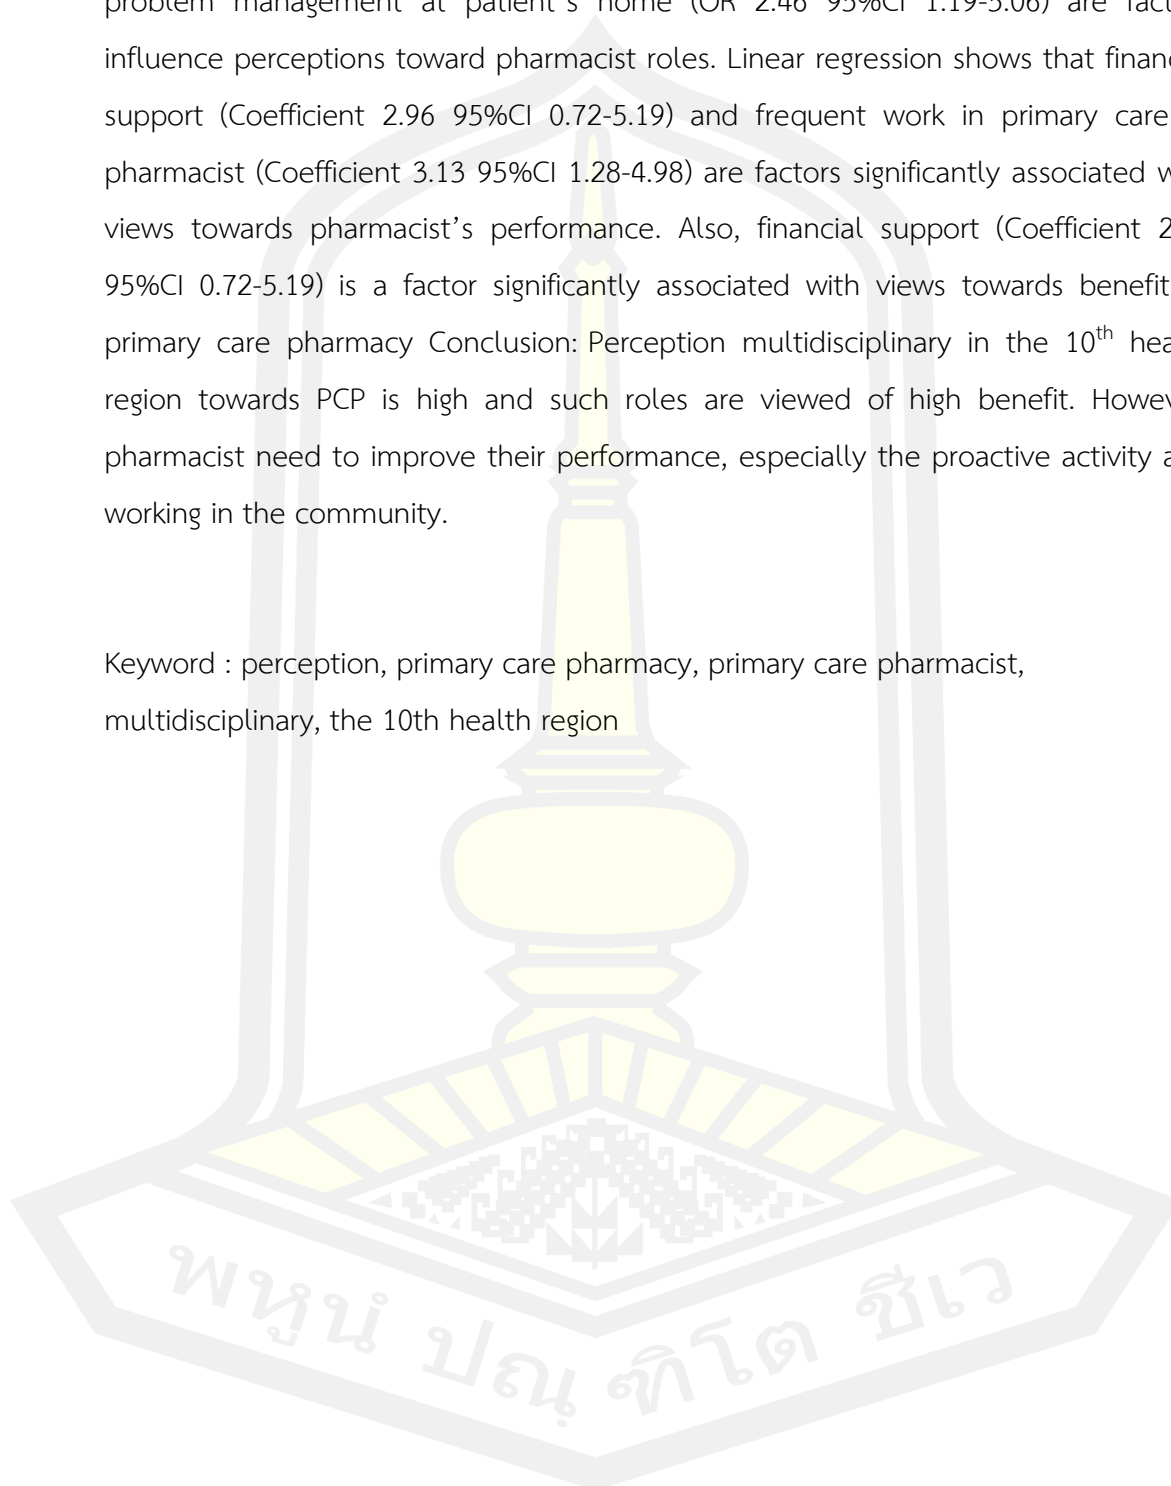 problem management at patient's home (OR 2.46 95%CI 1.19-5.06) are
influence perceptions toward pharmacist roles. Linear regression shows that
support (Coefficient 2.96 95%CI 0.72-5.19) and frequent work in primary care
pharmacist (Coefficient 3.13 95%CI 1.28-4.98) are factors significantly associated
views towards pharmacist’s performance. Also, financial support (Coefficient
95%CI 0.72-5.19) is a factor significantly associated with views towards
primary care pharmacy Conclusion: Perception multidisciplinary in the 10th
region towards PCP is high and such roles are viewed of high benefit.
pharmacist need to improve their performance, especially the proactive activity
working in the community.
Keyword : perception, primary care pharmacy, primary care pharmacist,
multidisciplinary, the 10th health region
พหูนํ ปณฺฑิโต ชีเว